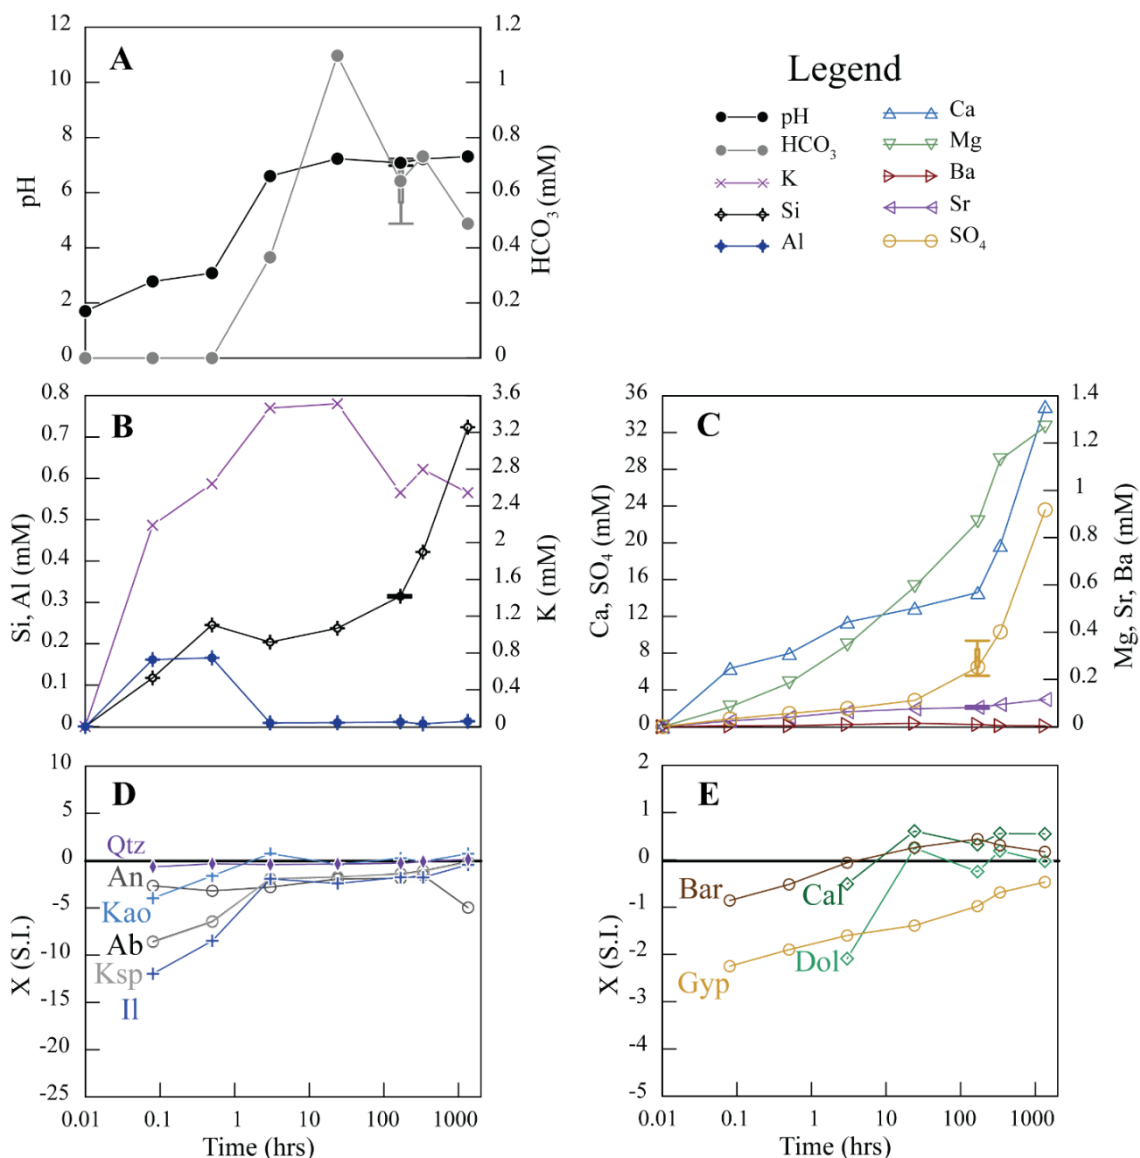 A
12
10
8
6
4
2
0
pH
1.2
1
0.8
0.6
0.4
0.2
0
HCO3 (mM)
Legend
pH
HCO3
K
Si
Al
Ca
Mg
Ba
Sr
SO4
B
0.8
0.7
0.6
0.5
0.4
0.3
0.2
0.1
0
Si, Al (mM)
3.6
3.2
2.8
2.4
2
1.6
1.2
0.8
0.4
0
K (mM)
C
36
32
28
24
20
16
12
8
4
0
Ca, SO4 (mM)
1.4
1.2
1
0.8
0.6
0.4
0.2
0
Mg, Sr, Ba (mM)
D
10
5
0
-5
-10
-15
-20
-25
X (S.I.)
Qtz
An
Kao
Ab
Ksp
Il
0.01
0.1
1
10
100
1000
Time (hrs)
E
2
1
0
-1
-2
-3
-4
-5
X (S.I.)
Bar
Cal
Dol
Gyp
0.01
0.1
1
10
100
1000
Time (hrs)